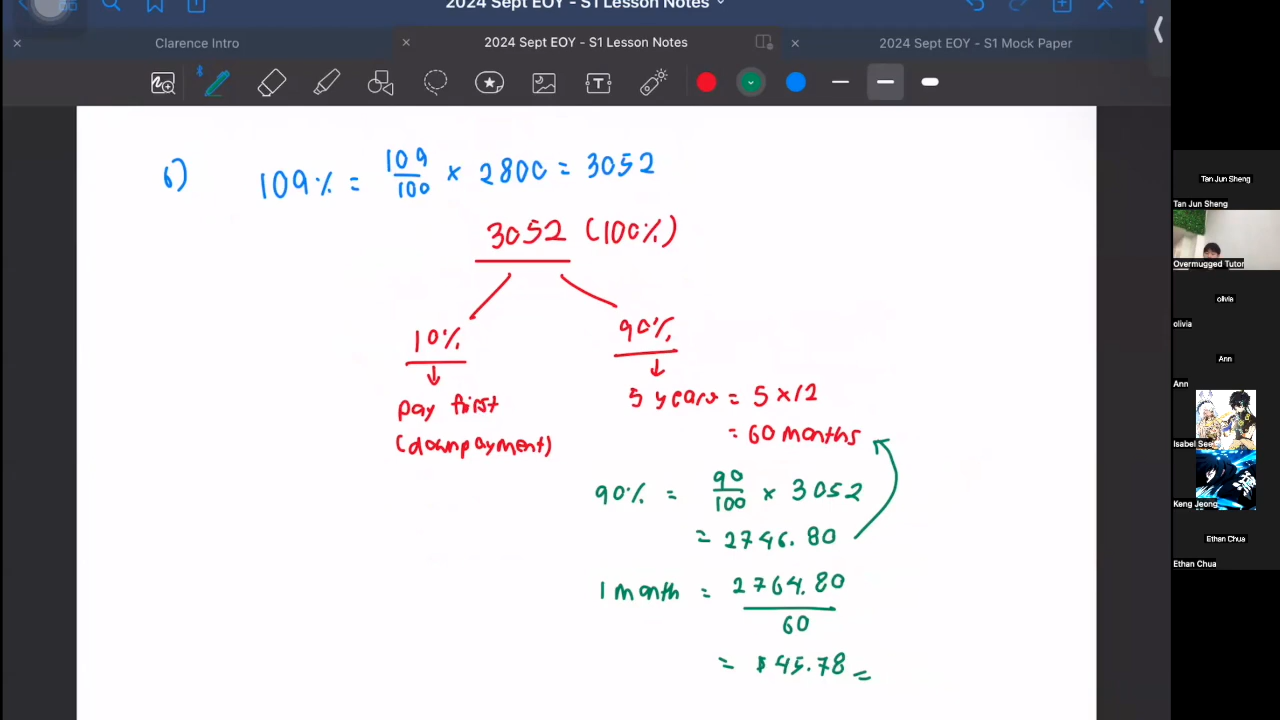 2024 Sept EOY - S1 Lesson Notes
Clarence Intro
2024 Sept EOY - S1 Lesson Notes
2024 Sept EOY - S1 Mock Paper
6) 109% = 109/100 × 2800 = 3052
3052 (100%)
10%
90%
pay first
(downpayment)
5 years = 5 × 12
= 60 months
90% = 90/100 × 3052
= 2746.80
1 month = 2764.80/60
= $45.78
Tan Jun Sheng
Tan Jun Sheng
Overmugged Tutor
olivia
olivia
Ann
Ann
Isabel See
Keng Jeong
Ethan Chua
Ethan Chua